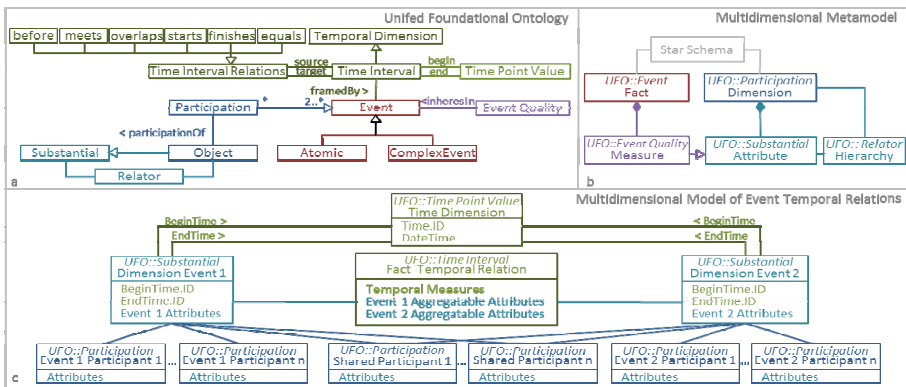 Unifed Foundational Ontology
before meets overlaps starts finishes equals
Temporal Dimension
Time Interval Relations
source
target
Time Interval
begin
end
Time Point Value
framedBy >
Participation
*
2..*
Event
<inheresIn
Event Quality
< participationOf
Substantial
Object
Relator
Atomic
ComplexEvent
a
Multidimensional Metamodel
Star Schema
UFO::Event
Fact
UFO::Participation
Dimension
UFO::Event Quality
Measure
UFO::Substantial
Attribute
UFO::Relator
Hierarchy
b
Multidimensional Model of Event Temporal Relations
UFO::Time Point Value
Time Dimension
Time.ID
DateTime
BeginTime >
EndTime >
< BeginTime
< EndTime
UFO::Substantial
Dimension Event 1
BeginTime.ID
EndTime.ID
Event 1 Attributes
UFO::Time Interval
Fact Temporal Relation
Temporal Measures
Event 1 Aggregatable Attributes
Event 2 Aggregatable Attributes
UFO::Substantial
Dimension Event 2
BeginTime.ID
EndTime.ID
Event 2 Attributes
UFO::Participation
Event 1 Participant 1
Attributes
...
UFO::Participation
Event 1 Participant n
Attributes
UFO::Participation
Shared Participant 1
Attributes
...
UFO::Participation
Shared Participant n
Attributes
UFO::Participation
Event 2 Participant 1
Attributes
...
UFO::Participation
Event 2 Participant n
Attributes
c